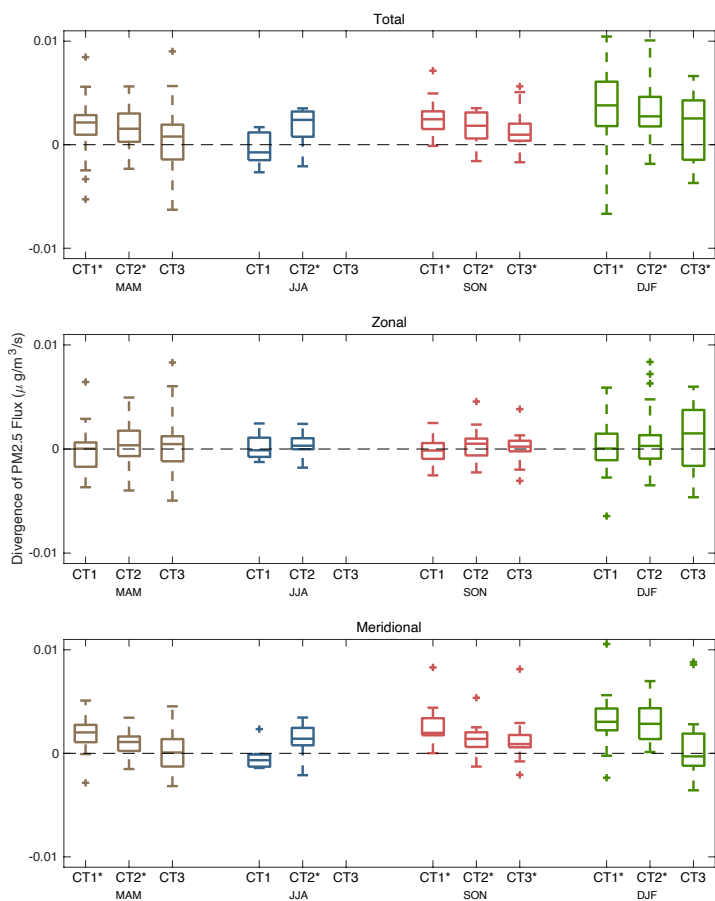 Total
0.01
0
-0.01
CT1* CT2* CT3 CT1 CT2* CT3 CT1* CT2* CT3* CT1* CT2* CT3*
MAM JJA SON DJF
Zonal
0.01
0
-0.01
Divergence of PM2.5 Flux (μ g/m^3/s)
CT1 CT2 CT3 CT1 CT2 CT3 CT1 CT2 CT3 CT1 CT2 CT3
MAM JJA SON DJF
Meridional
0.01
0
-0.01
CT1* CT2* CT3 CT1 CT2* CT3 CT1* CT2* CT3* CT1* CT2* CT3
MAM JJA SON DJF